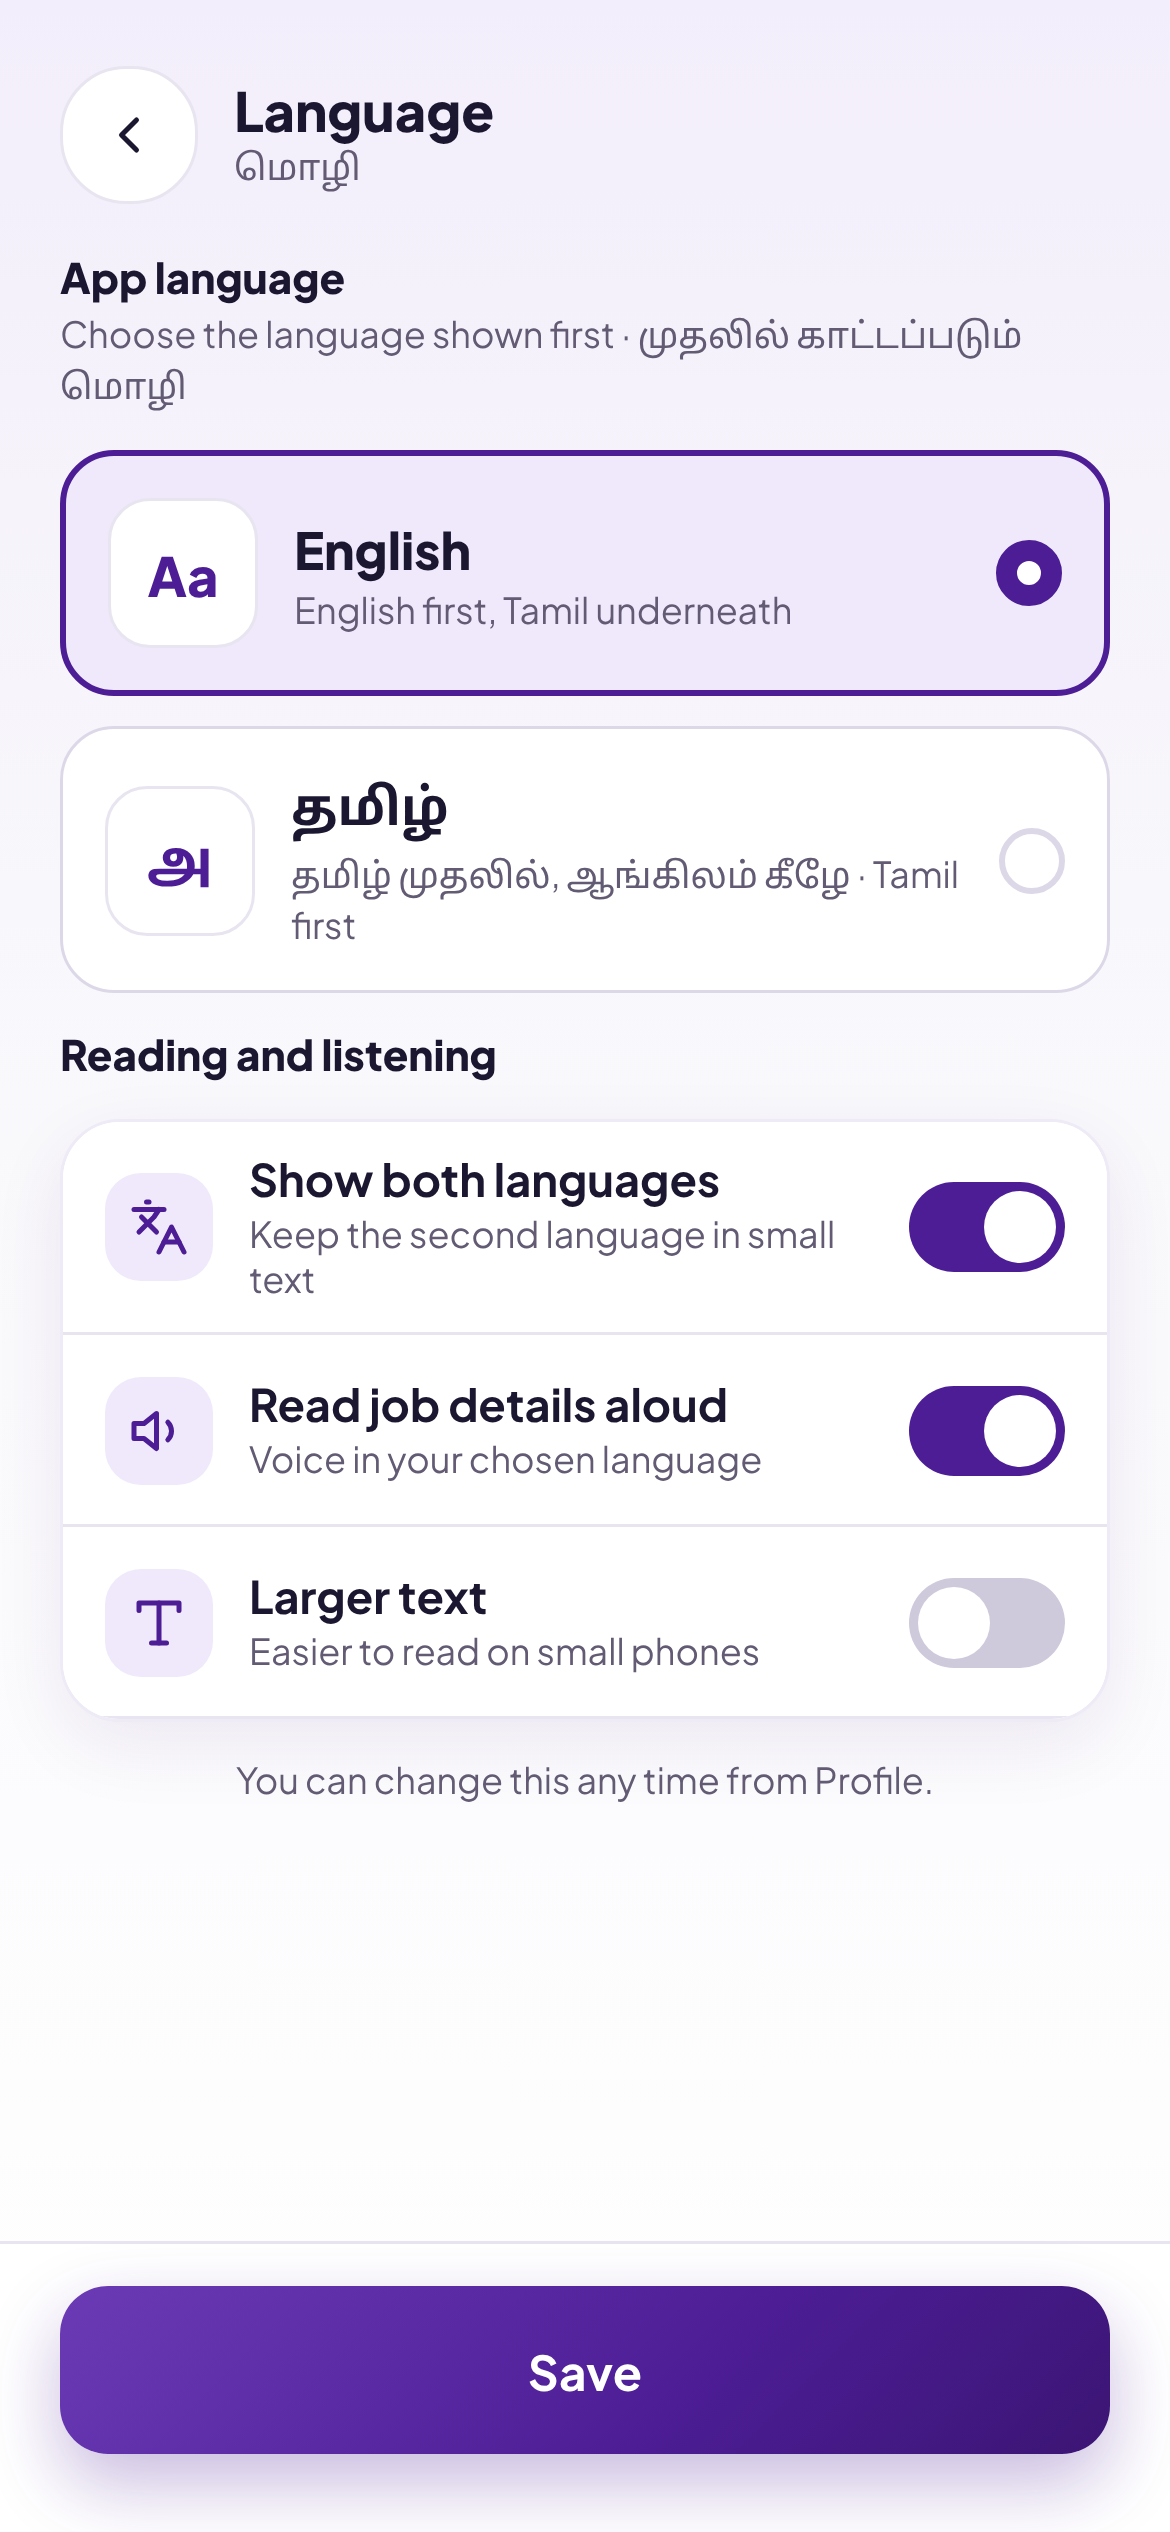 Language
மொழி
App language
Choose the language shown first · முதலில் காட்டப்படும்
மொழி
Aa
English
English first, Tamil underneath
அ
தமிழ்
தமிழ் முதலில், ஆங்கிலம் கீழே · Tamil
first
Reading and listening
Show both languages
Keep the second language in small
text
Read job details aloud
Voice in your chosen language
Larger text
Easier to read on small phones
You can change this any time from Profile.
Save